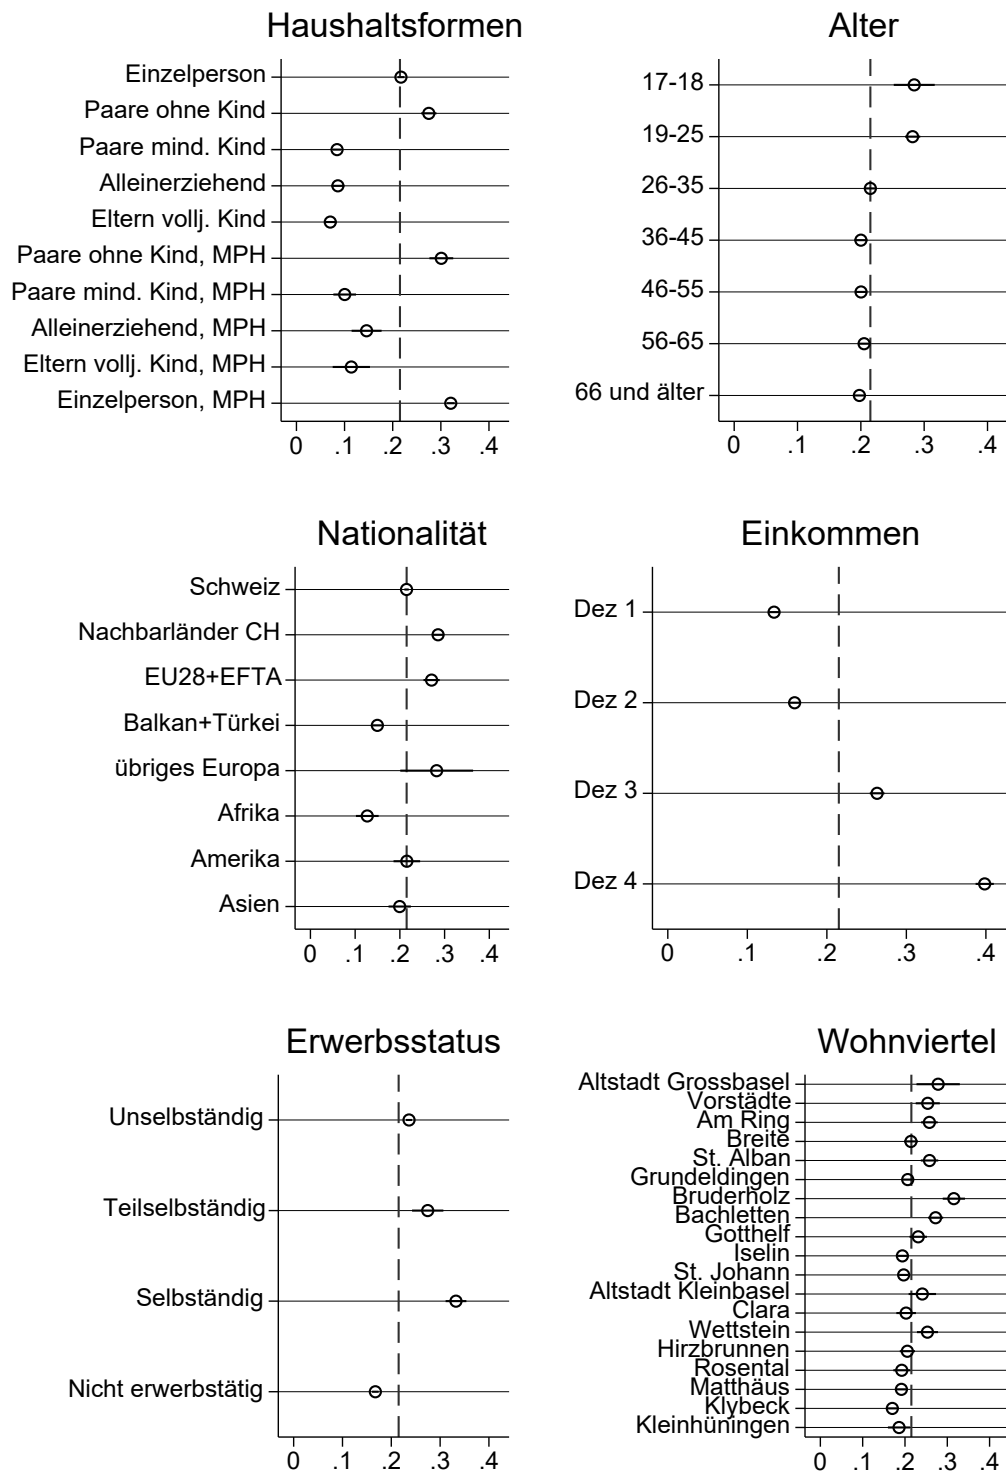 Haushaltsformen
Einzelperson
Paare ohne Kind
Paare mind. Kind
Alleinerziehend
Eltern vollj. Kind
Paare ohne Kind, MPH
Paare mind. Kind, MPH
Alleinerziehend, MPH
Eltern vollj. Kind, MPH
Einzelperson, MPH
0 .1 .2 .3 .4
Alter
17-18
19-25
26-35
36-45
46-55
56-65
66 und älter
0 .1 .2 .3 .4
Nationalität
Schweiz
Nachbarländer CH
EU28+EFTA
Balkan+Türkei
übriges Europa
Afrika
Amerika
Asien
0 .1 .2 .3 .4
Einkommen
Dez 1
Dez 2
Dez 3
Dez 4
0 .1 .2 .3 .4
Erwerbsstatus
Unselbständig
Teilselbständig
Selbständig
Nicht erwerbstätig
0 .1 .2 .3 .4
Wohnviertel
Altstadt Grossbasel
Vorstädte
Am Ring
Breite
St. Alban
Grundeldingen
Bruderholz
Bachletten
Gotthelf
Iselin
St. Johann
Altstadt Kleinbasel
Clara
Wettstein
Hirzbrunnen
Rosental
Matthäus
Klybeck
Kleinhüningen
0 .1 .2 .3 .4